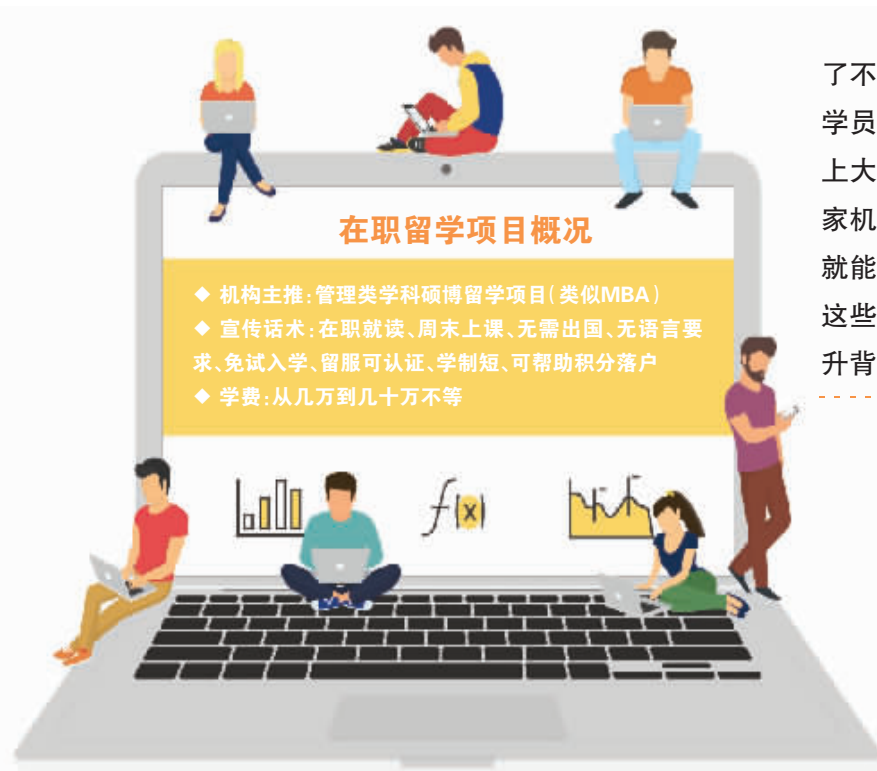 在职留学项目概况
◆ 机构主推:管理类学科硕博留学项目(类似MBA)
◆ 宣传话术:在职就读、周末上课、无需出国、无语言要
求、免试入学、留服可认证、学制短、可帮助积分落户
◆ 学费:从几万到几十万不等
f(x)
了不
学员
上大
家机
就能
这些
升背